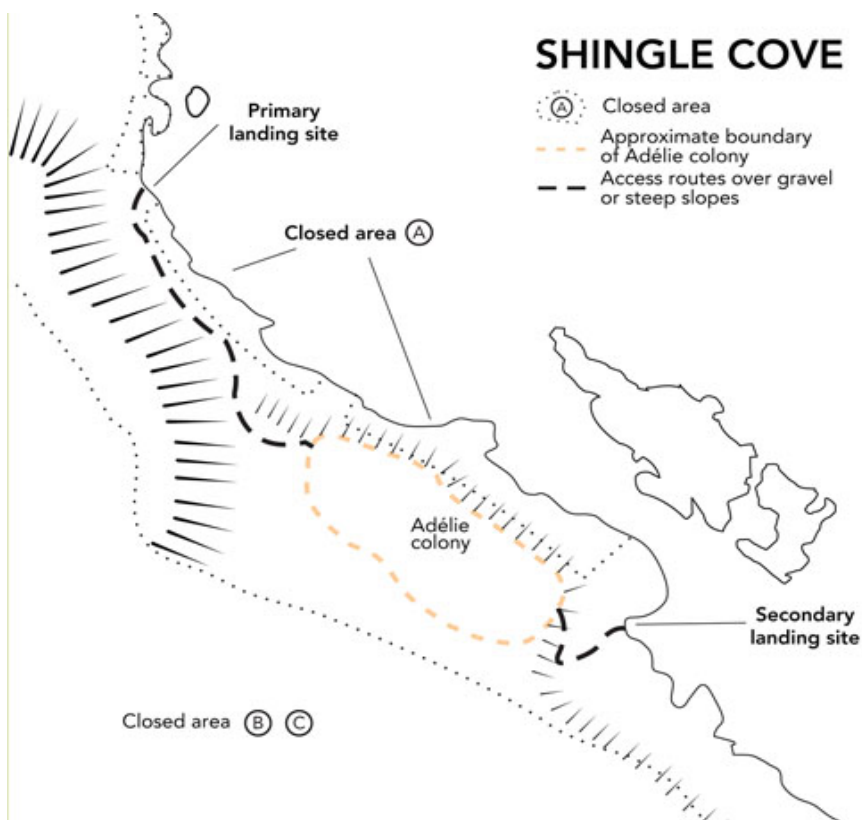 SHINGLE COVE
A Closed area
Approximate boundary
of Adélie colony
Access routes over gravel
or steep slopes
Primary
landing site
Closed area A
Adélie
colony
Secondary
landing site
Closed area B C